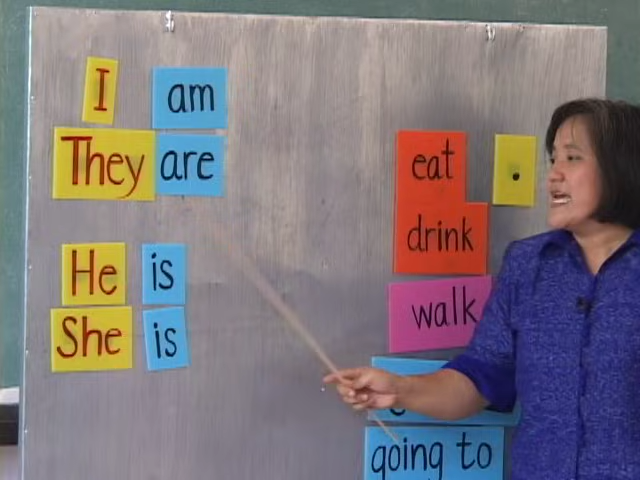 I am
They are
He is
She is
eat .
drink
walk
going to